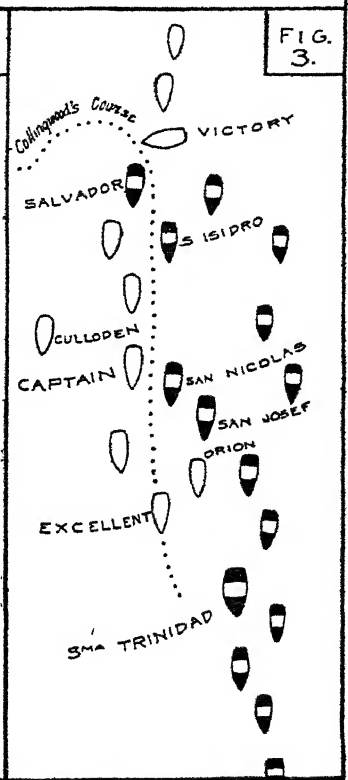 FIG.
3.
Collingwood's Course
VICTORY
SALVADOR
S ISIDRO
CULLODEN
CAPTAIN
SAN NICOLAS
SAN JOSEF
ORION
EXCELLENT
SMA TRINIDAD